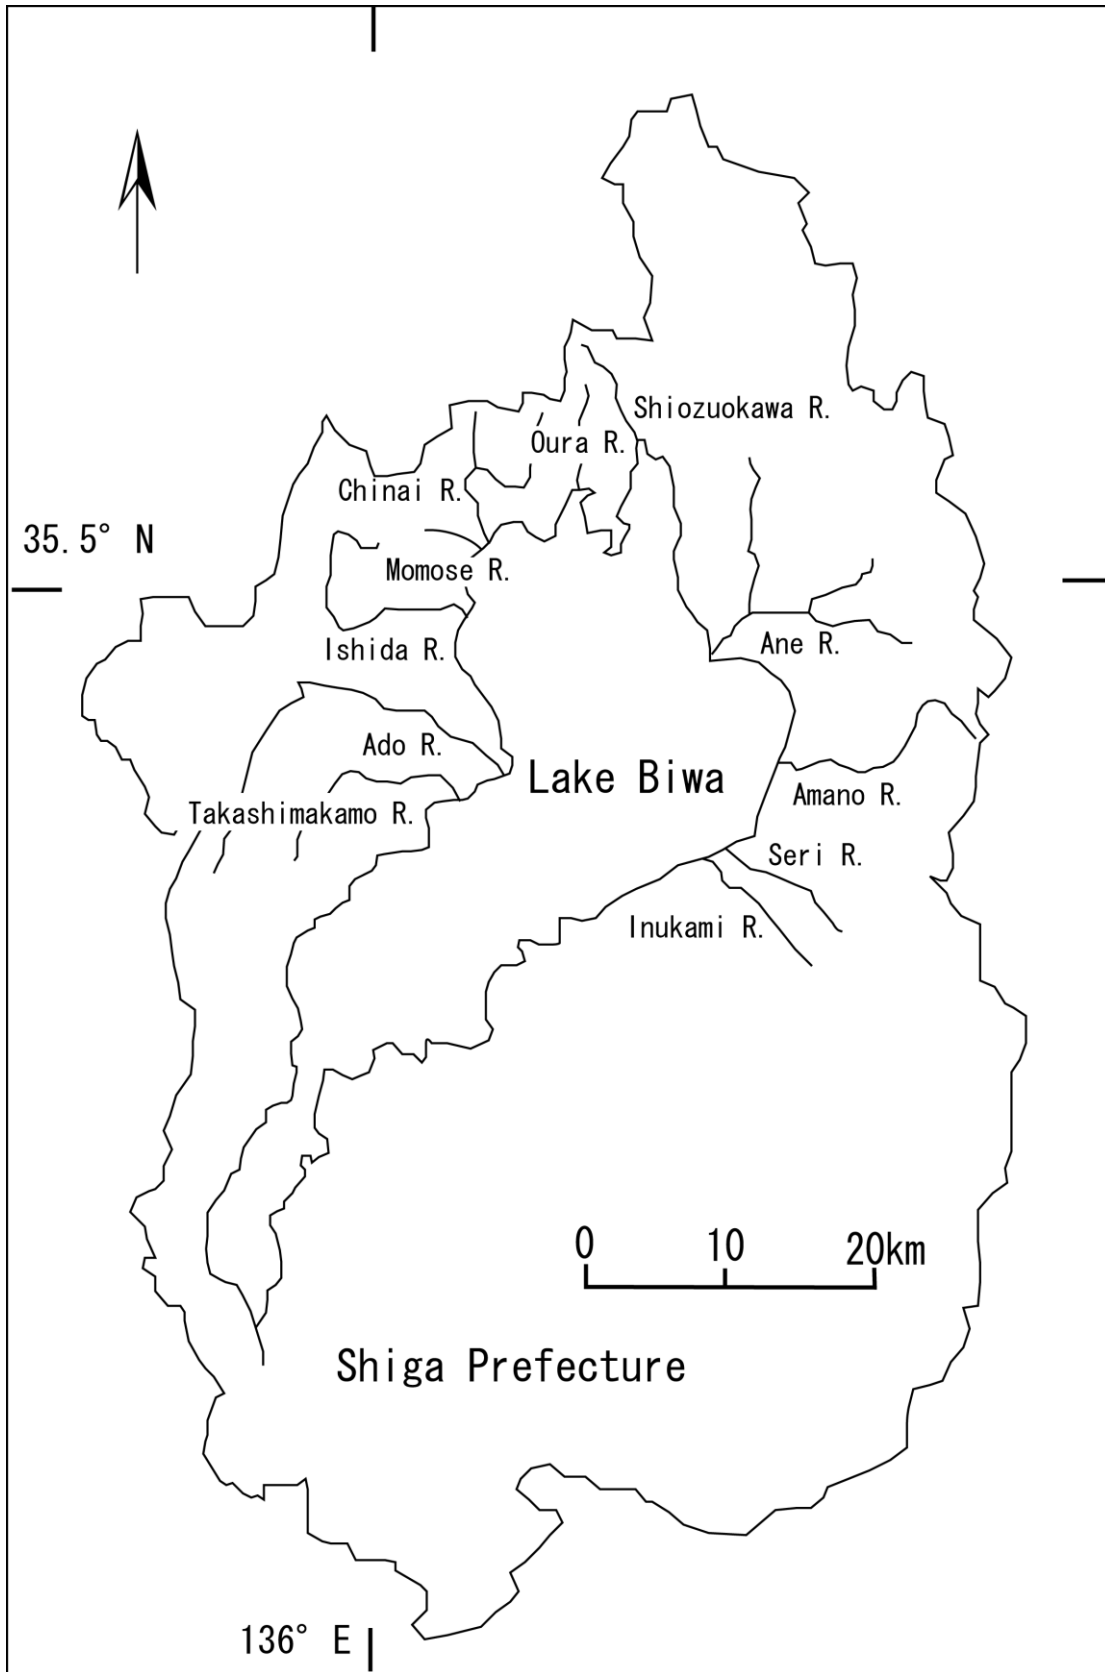 Shiozuokawa R.
Oura R.
Chinai R.
35.5° N
Momose R.
Ane R.
Ishida R.
Ado R.
Lake Biwa
Amano R.
Takashimakamo R.
Seri R.
Inukami R.
0 10 20km
Shiga Prefecture
136° E